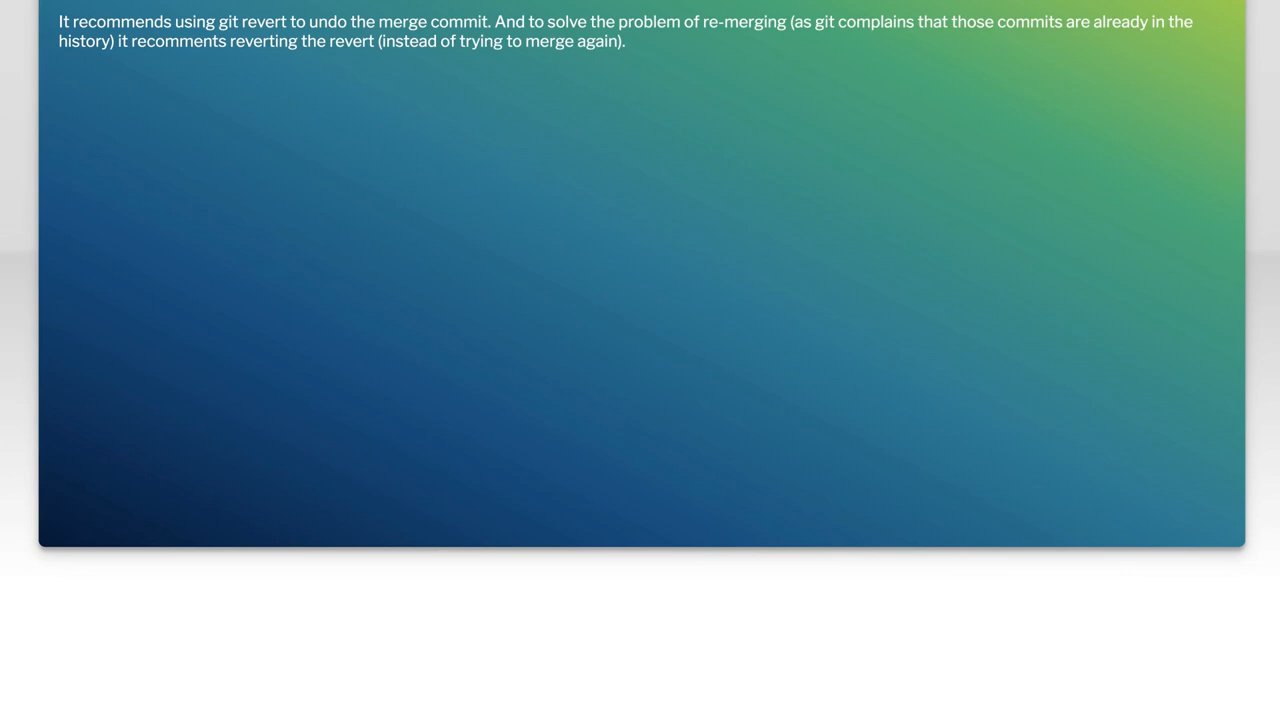 It recommends using git revert to undo the merge commit. And to solve the problem of re-merging (as git complains that those commits are already in the
history) it recomments reverting the revert (instead of trying to merge again).